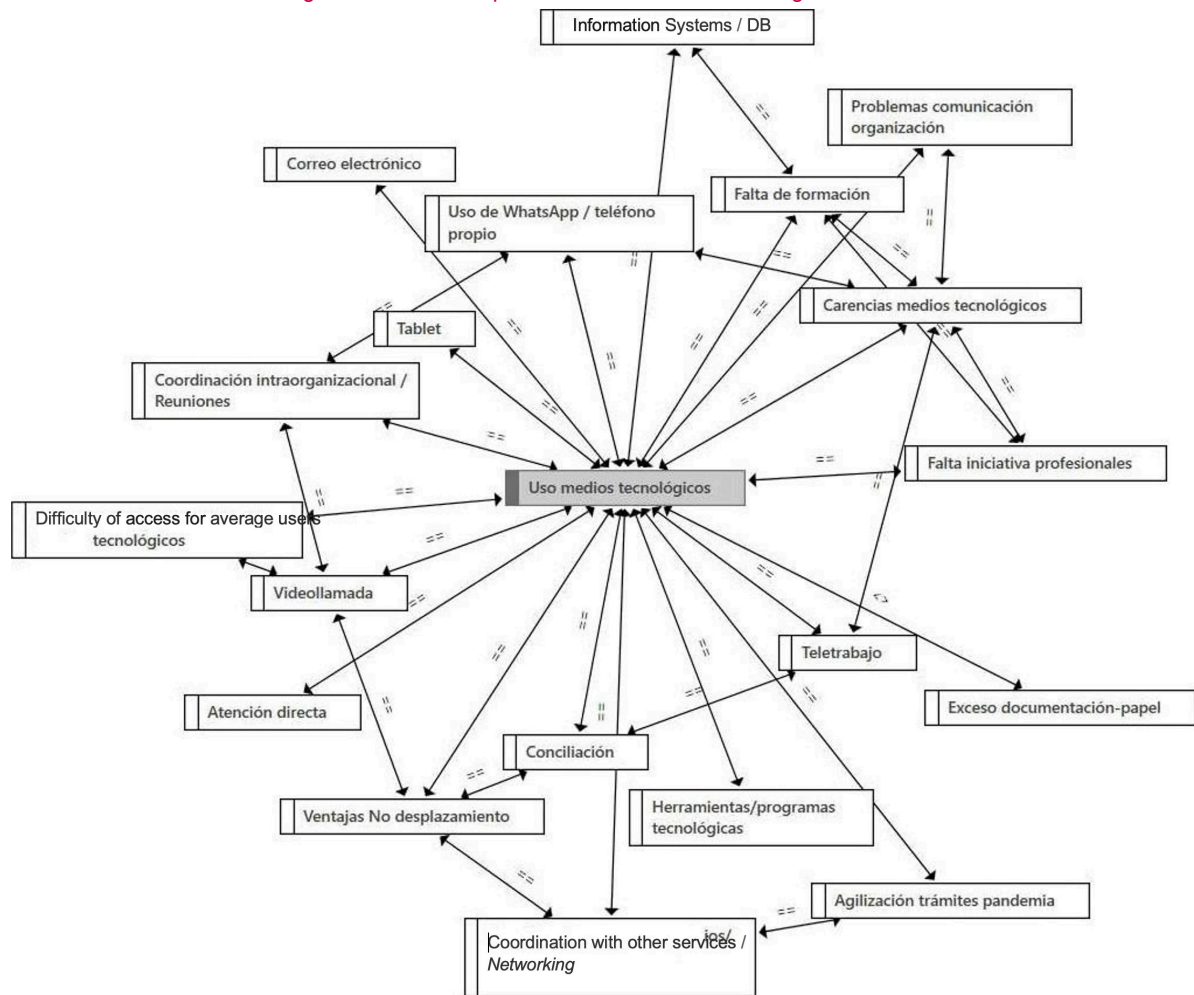 Information Systems / DB
Problemas comunicación
organización
Correo electrónico
Falta de formación
Uso de WhatsApp / teléfono
propio
==
==
==
==
==
Carencias medios tecnológicos
==
Tablet
==
==
==
==
==
==
Coordinación intraorganizacional /
Reuniones
==
==
==
==
Falta iniciativa profesionales
==
==
Uso medios tecnológicos
==
==
Difficulty of access for average users
tecnológicos
==
==
Videollamada
==
<>
==
==
==
==
Teletrabajo
==
==
==
Atención directa
==
==
Exceso documentación-papel
Conciliación
==
Ventajas No desplazamiento
Herramientas/programas
tecnológicas
==
Agilización trámites pandemia
==
ios/
Coordination with other services /
Networking